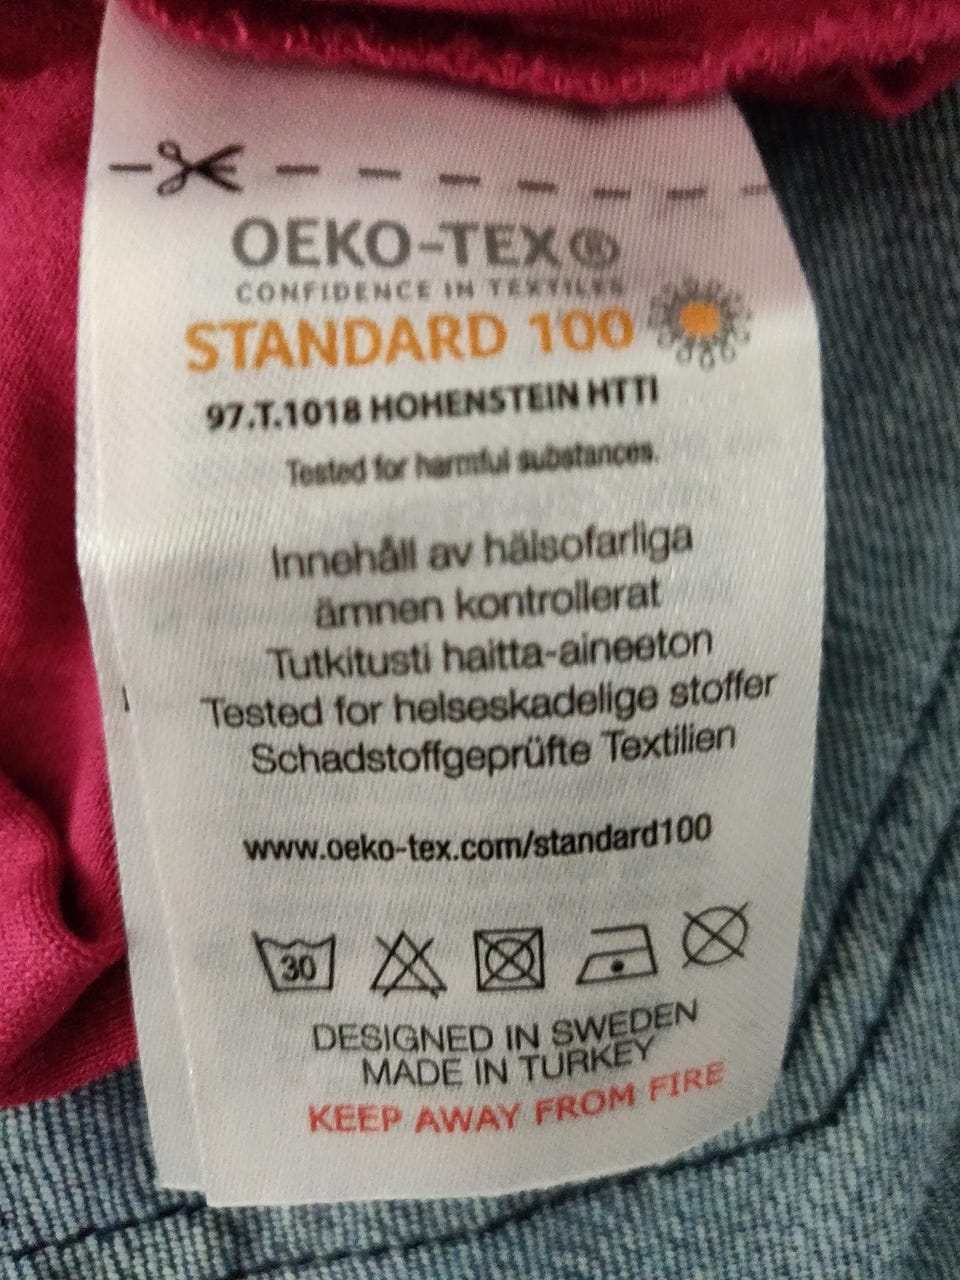 OEKO-TEX®
CONFIDENCE IN TEXTILES
STANDARD 100
97.T.1018 HOHENSTEIN HTTI
Tested for harmful substances.
Innehåll av hälsofarliga
ämnen kontrollerat
Tutkitusti haitta-aineeton
Tested for helseskadelige stoffer
Schadstoffgeprüfte Textilien
www.oeko-tex.com/standard100
30
DESIGNED IN SWEDEN
MADE IN TURKEY
KEEP AWAY FROM FIRE